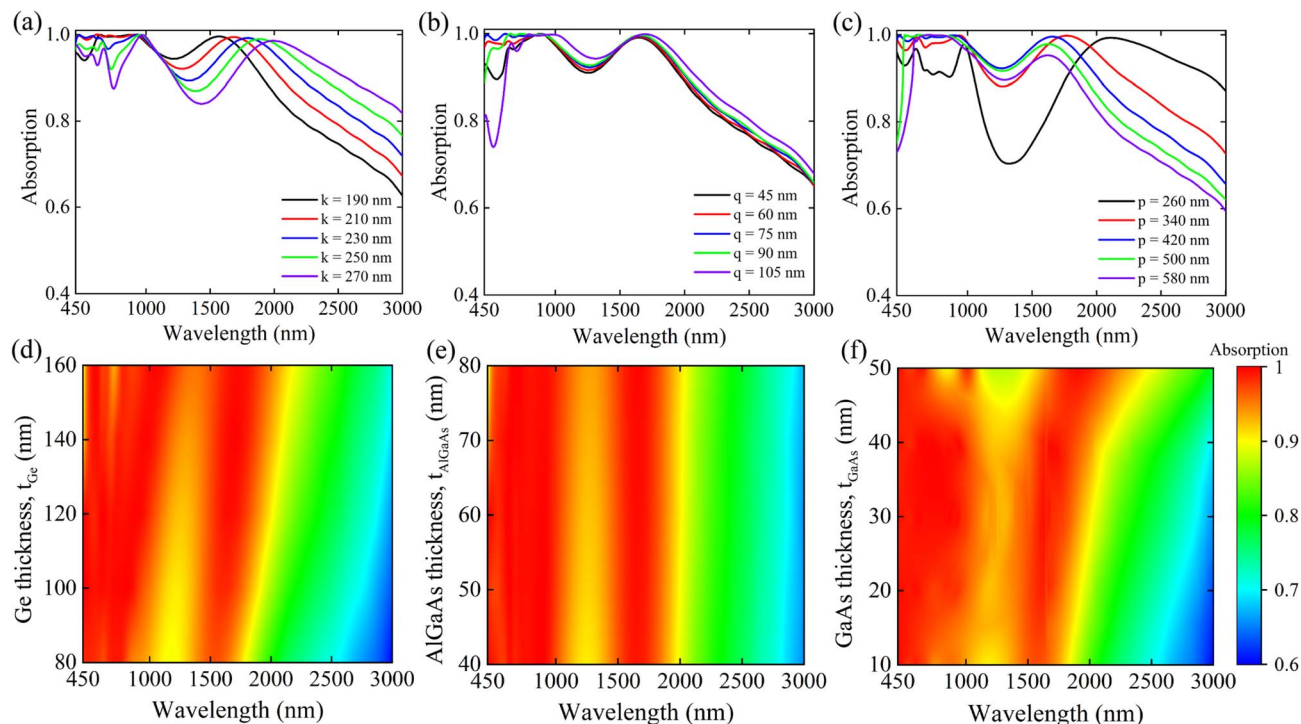 (a)
1.0
0.8
0.6
0.4
Absorption
k = 190 nm
k = 210 nm
k = 230 nm
k = 250 nm
k = 270 nm
450 1000 1500 2000 2500 3000
Wavelength (nm)
(b)
1.0
0.8
0.6
0.4
Absorption
q = 45 nm
q = 60 nm
q = 75 nm
q = 90 nm
q = 105 nm
450 1000 1500 2000 2500 3000
Wavelength (nm)
(c)
1.0
0.8
0.6
0.4
Absorption
p = 260 nm
p = 340 nm
p = 420 nm
p = 500 nm
p = 580 nm
450 1000 1500 2000 2500 3000
Wavelength (nm)
(d)
160
140
120
100
80
Ge thickness, t_Ge (nm)
450 1000 1500 2000 2500 3000
Wavelength (nm)
(e)
80
70
60
50
40
AlGaAs thickness, t_AlGaAs (nm)
450 1000 1500 2000 2500 3000
Wavelength (nm)
(f)
50
40
30
20
10
GaAs thickness, t_GaAs (nm)
450 1000 1500 2000 2500 3000
Wavelength (nm)
Absorption
1
0.9
0.8
0.7
0.6